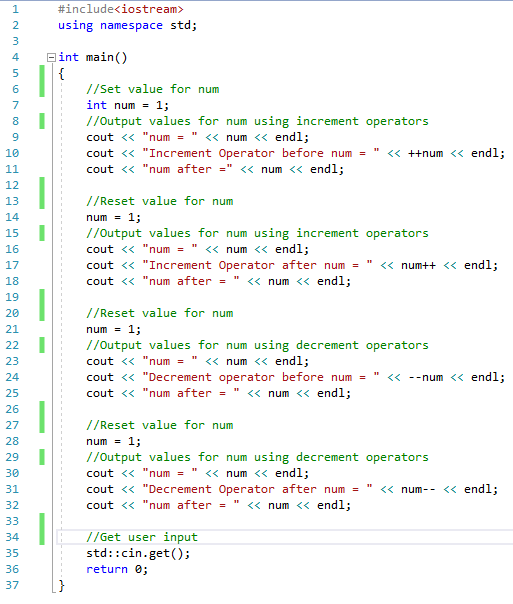 1 #include<iostream>
2 using namespace std;
3
4 int main()
5 {
6 //Set value for num
7 int num = 1;
8 //Output values for num using increment operators
9 cout << "num = " << num << endl;
10 cout << "Increment Operator before num = " << ++num << endl;
11 cout << "num after =" << num << endl;
12
13 //Reset value for num
14 num = 1;
15 //Output values for num using increment operators
16 cout << "num = " << num << endl;
17 cout << "Increment Operator after num = " << num++ << endl;
18 cout << "num after = " << num << endl;
19
20 //Reset value for num
21 num = 1;
22 //Output values for num using decrement operators
23 cout << "num = " << num << endl;
24 cout << "Decrement operator before num = " << --num << endl;
25 cout << "num after = " << num << endl;
26
27 //Reset value for num
28 num = 1;
29 //Output values for num using decrement operators
30 cout << "num = " << num << endl;
31 cout << "Decrement Operator after num = " << num-- << endl;
32 cout << "num after = " << num << endl;
33
34 //Get user input
35 std::cin.get();
36 return 0;
37 }